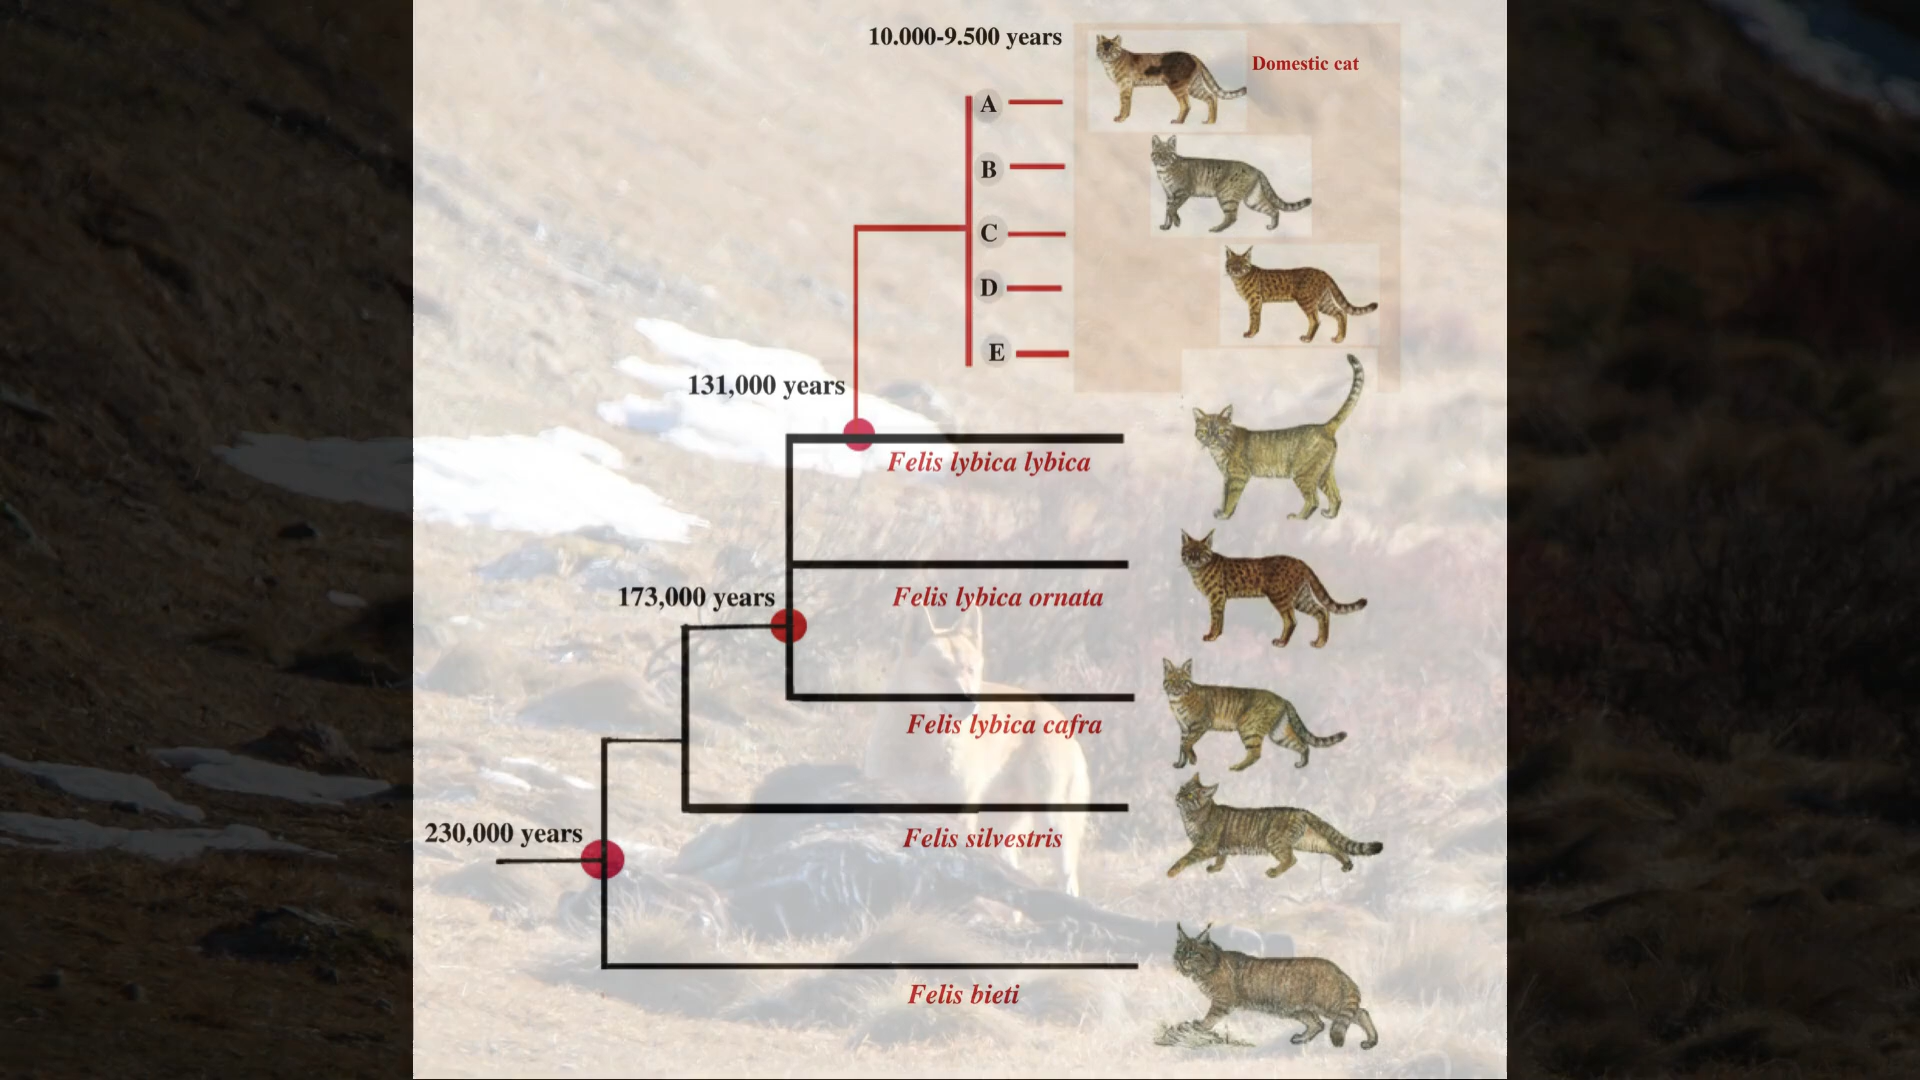 10.000-9.500 years
Domestic cat
A
B
C
D
E
131,000 years
Felis lybica lybica
Felis lybica ornata
173,000 years
Felis lybica cafra
Felis silvestris
230,000 years
Felis bieti